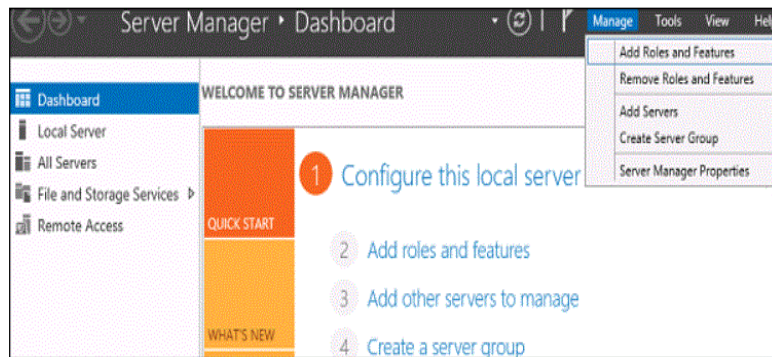 Server Manager • Dashboard
Manage Tools View Hel
Add Roles and Features
Remove Roles and Features
Add Servers
Create Server Group
Server Manager Properties
Dashboard
Local Server
All Servers
File and Storage Services
Remote Access
WELCOME TO SERVER MANAGER
QUICK START
WHAT'S NEW
1 Configure this local server
2 Add roles and features
3 Add other servers to manage
4 Create a server group